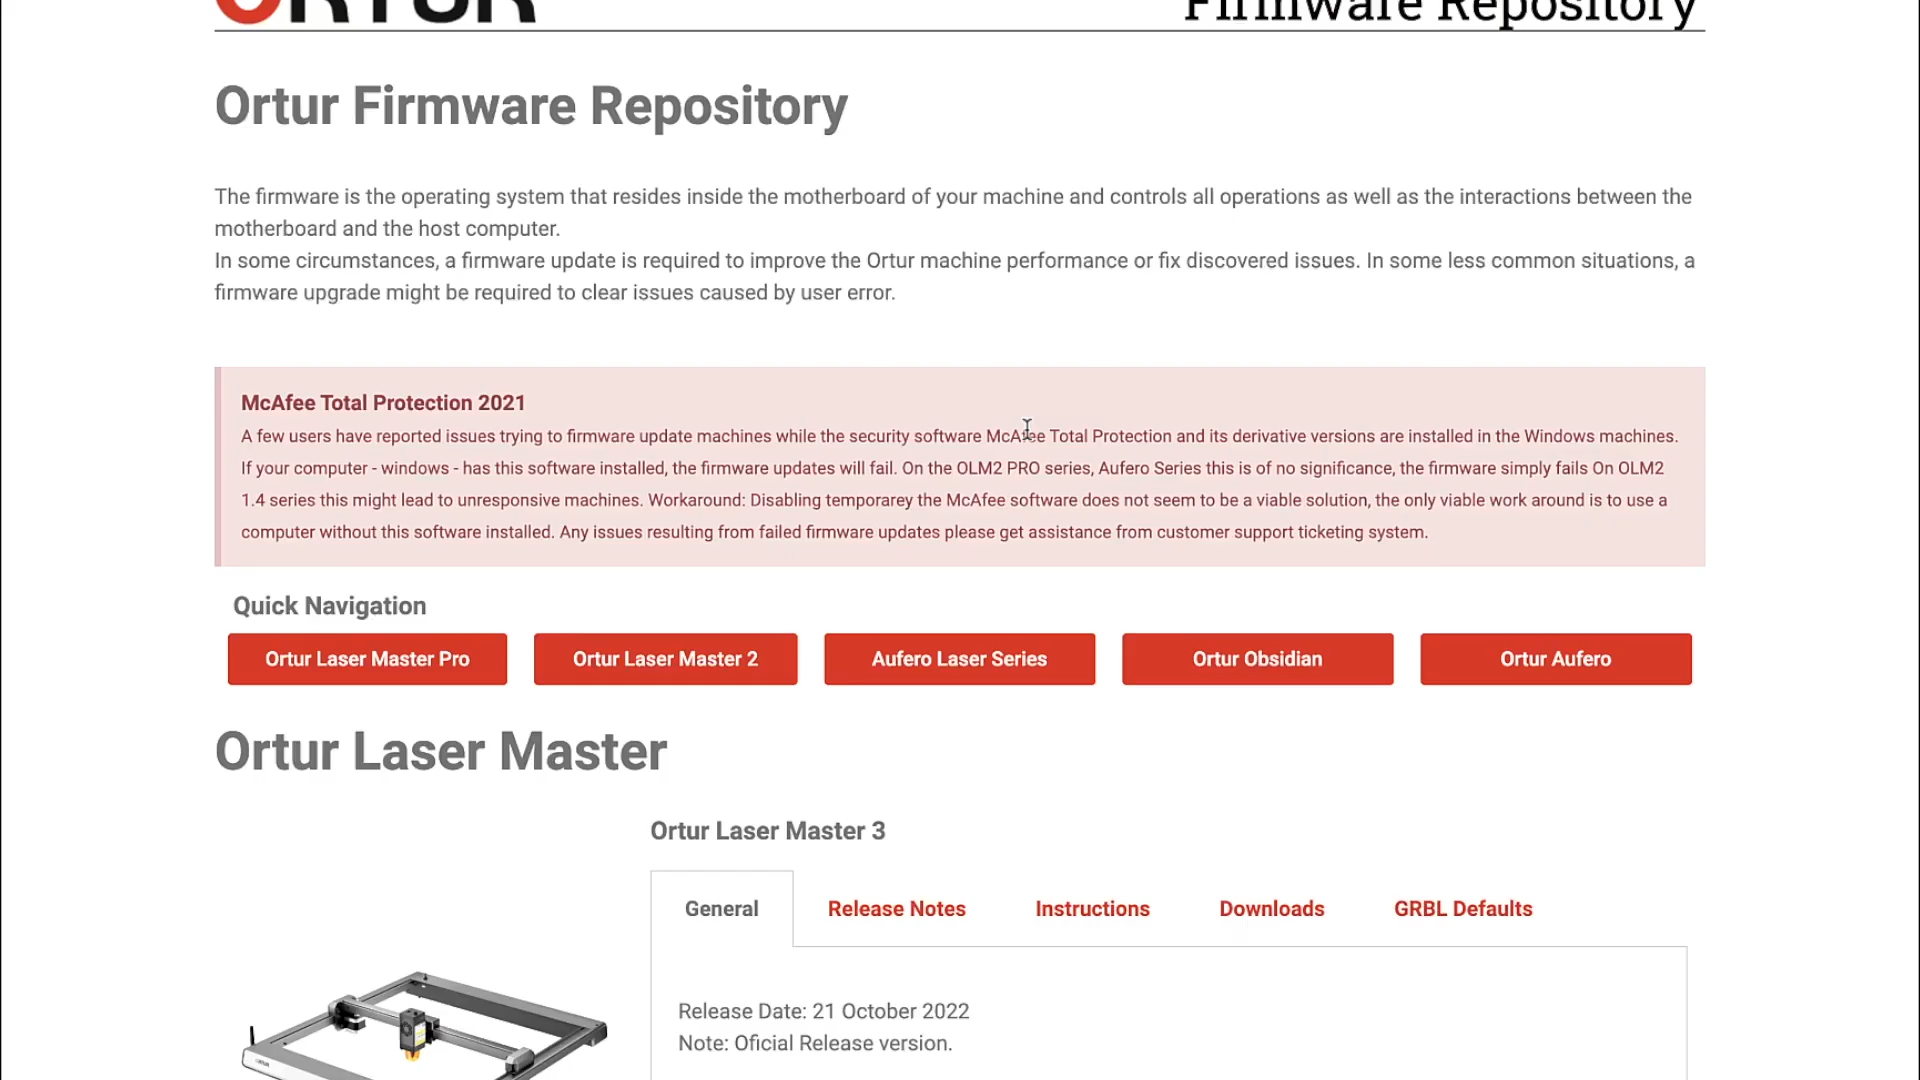 ORTUR
Firmware Repository
Ortur Firmware Repository
The firmware is the operating system that resides inside the motherboard of your machine and controls all operations as well as the interactions between the
motherboard and the host computer.
In some circumstances, a firmware update is required to improve the Ortur machine performance or fix discovered issues. In some less common situations, a
firmware upgrade might be required to clear issues caused by user error.
McAfee Total Protection 2021
A few users have reported issues trying to firmware update machines while the security software McAfee Total Protection and its derivative versions are installed in the Windows machines.
If your computer - windows - has this software installed, the firmware updates will fail. On the OLM2 PRO series, Aufero Series this is of no significance, the firmware simply fails On OLM2
1.4 series this might lead to unresponsive machines. Workaround: Disabling temporarey the McAfee software does not seem to be a viable solution, the only viable work around is to use a
computer without this software installed. Any issues resulting from failed firmware updates please get assistance from customer support ticketing system.
Quick Navigation
Ortur Laser Master Pro
Ortur Laser Master 2
Aufero Laser Series
Ortur Obsidian
Ortur Aufero
Ortur Laser Master
Ortur Laser Master 3
General
Release Notes
Instructions
Downloads
GRBL Defaults
Release Date: 21 October 2022
Note: Oficial Release version.